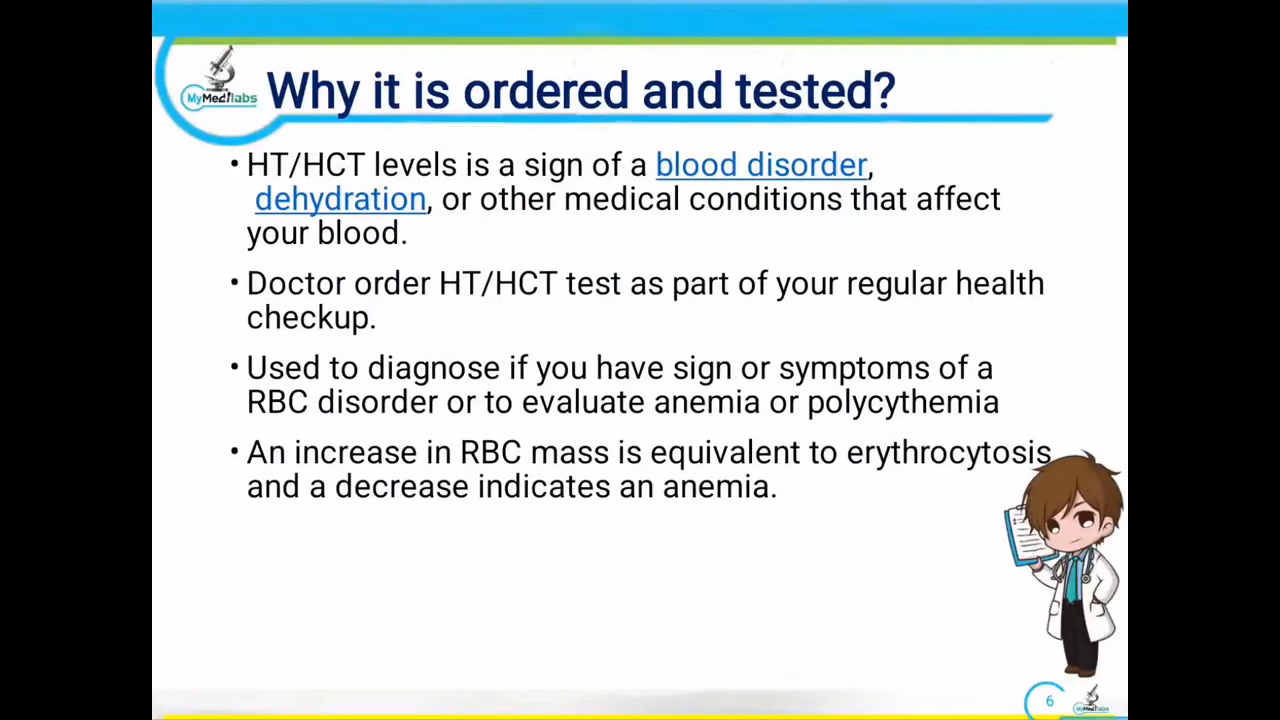 MyMedilabs
Why it is ordered and tested?
• HT/HCT levels is a sign of a blood disorder,
dehydration, or other medical conditions that affect
your blood.
• Doctor order HT/HCT test as part of your regular health
checkup.
• Used to diagnose if you have sign or symptoms of a
RBC disorder or to evaluate anemia or polycythemia
• An increase in RBC mass is equivalent to erythrocytosis
and a decrease indicates an anemia.
6
MyMedilabs